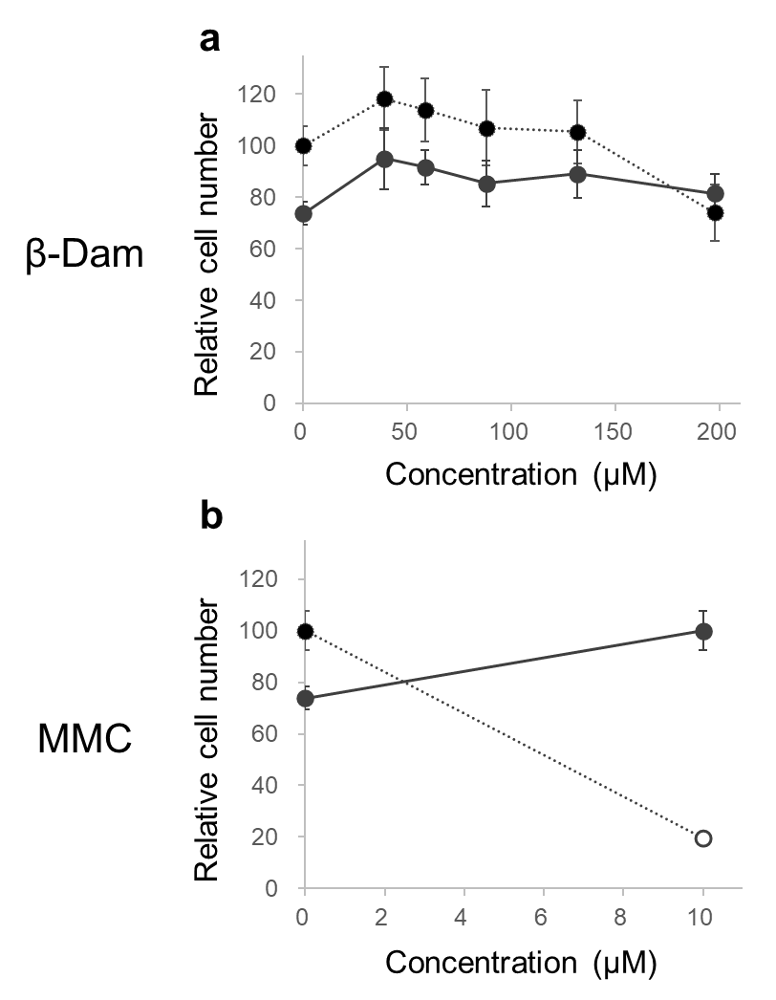 a
120
100
80
60
40
20
0
Relative cell number
β-Dam
0 50 100 150 200
Concentration (µM)
b
120
100
80
60
40
20
0
Relative cell number
MMC
0 2 4 6 8 10
Concentration (µM)